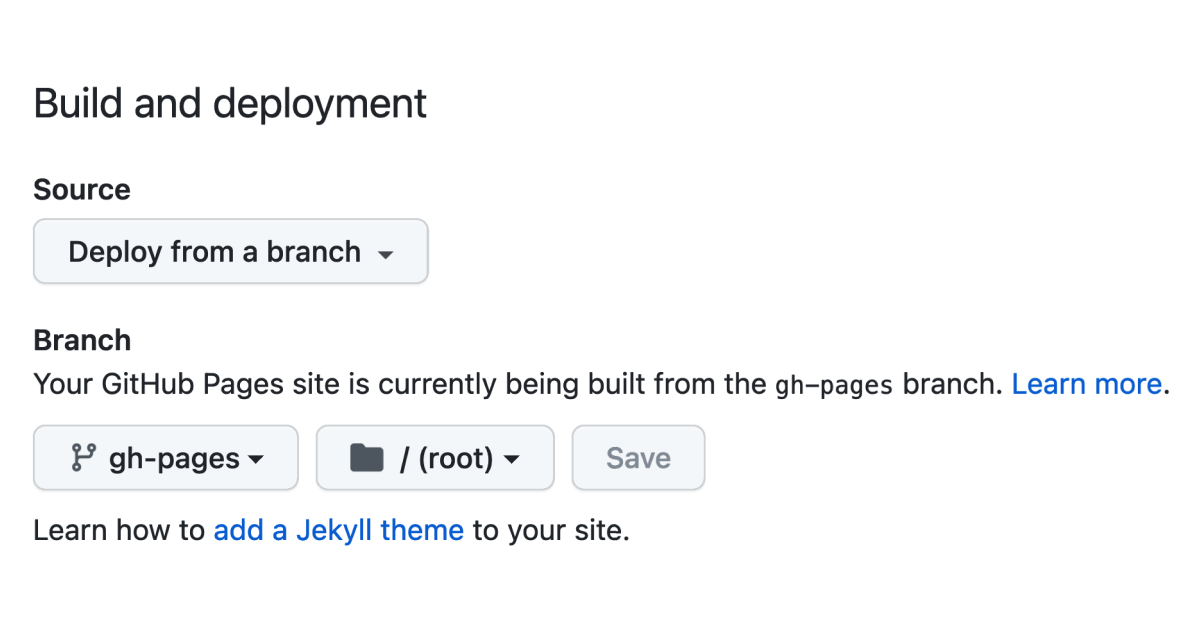 Build and deployment
Source
Deploy from a branch
Branch
Your GitHub Pages site is currently being built from the gh-pages branch. Learn more.
gh-pages / (root) Save
Learn how to add a Jekyll theme to your site.